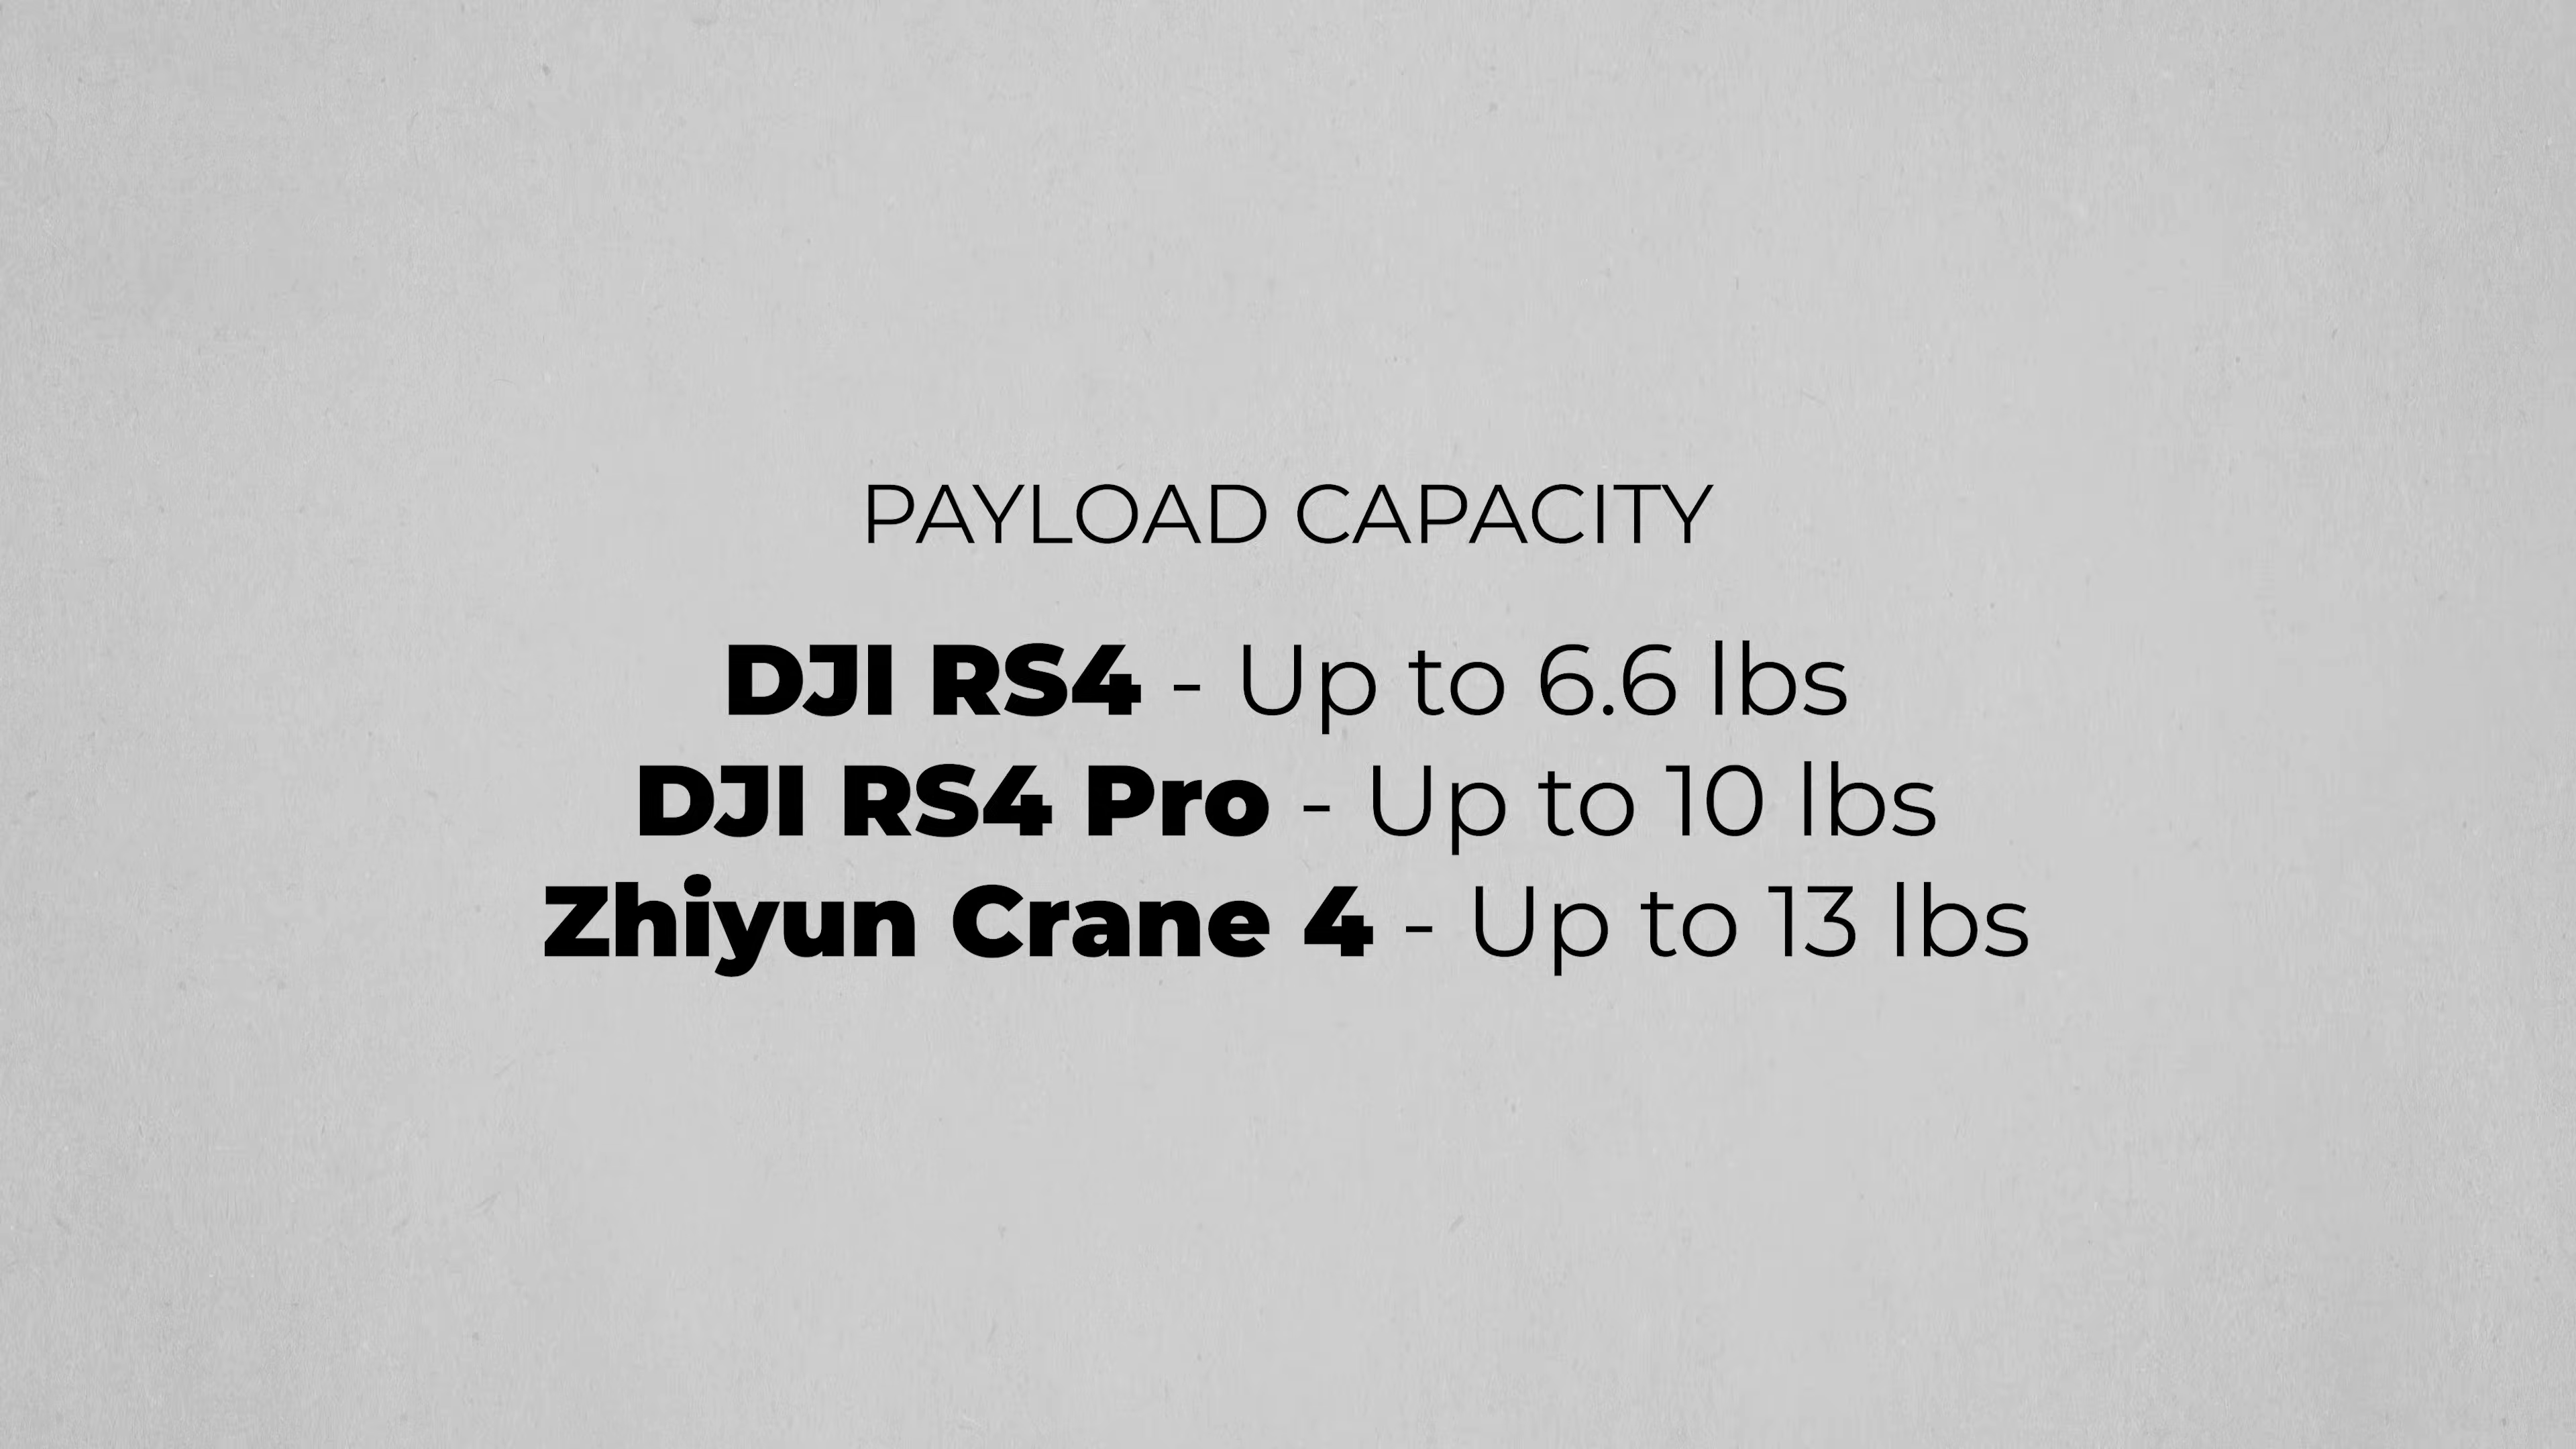 PAYLOAD CAPACITY
DJI RS4 - Up to 6.6 lbs
DJI RS4 Pro - Up to 10 lbs
Zhiyun Crane 4 - Up to 13 lbs